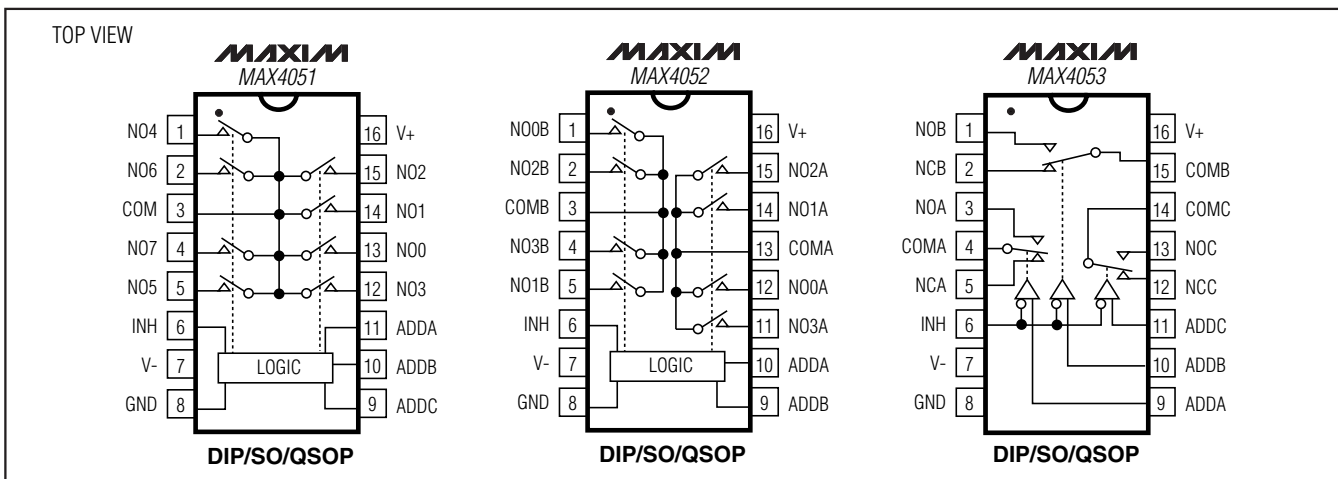 TOP VIEW
MAXIM
MAX4051
NO4 1 16 V+
NO6 2 15 NO2
COM 3 14 NO1
NO7 4 13 NO0
NO5 5 12 NO3
INH 6 11 ADDA
V- 7 LOGIC 10 ADDB
GND 8 9 ADDC
DIP/SO/QSOP
MAXIM
MAX4052
NO0B 1 16 V+
NO2B 2 15 NO2A
COMB 3 14 NO1A
NO3B 4 13 COMA
NO1B 5 12 NO0A
INH 6 11 NO3A
V- 7 LOGIC 10 ADDA
GND 8 9 ADDB
DIP/SO/QSOP
MAXIM
MAX4053
NOB 1 16 V+
NCB 2 15 COMB
NOA 3 14 COMC
COMA 4 13 NOC
NCA 5 12 NCC
INH 6 11 ADDC
V- 7 10 ADDB
GND 8 9 ADDA
DIP/SO/QSOP